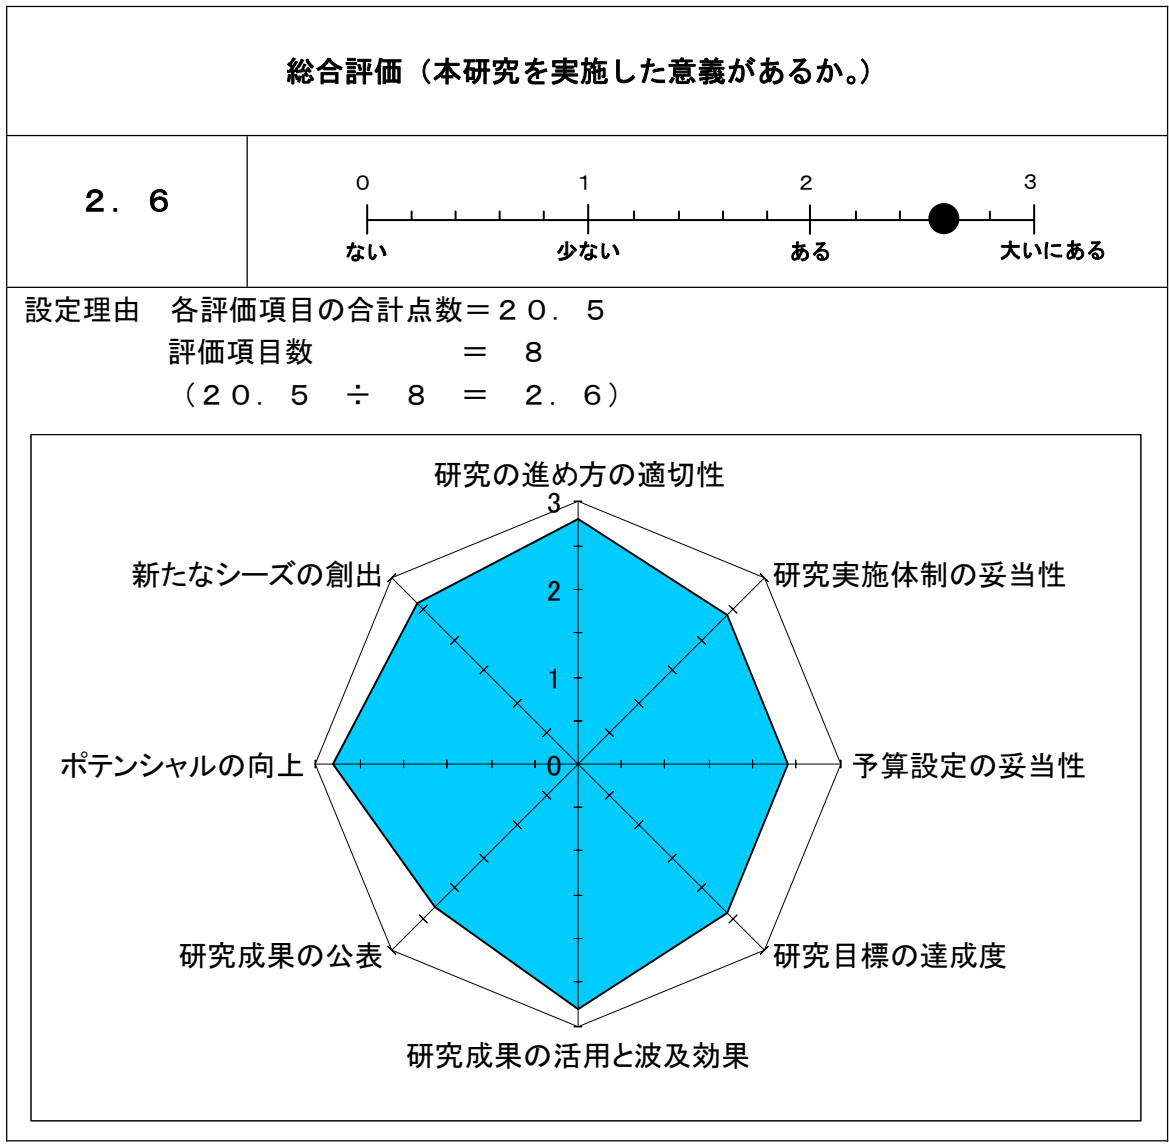 総合評価（本研究を実施した意義があるか。）
２．６
0 1 2 3
ない 少ない ある 大いにある
設定理由　各評価項目の合計点数＝２０．５
評価項目数　　　　　＝　８
（２０．５　÷　８　＝　２．６）
研究の進め方の適切性
3
新たなシーズの創出
研究実施体制の妥当性
2
1
ポテンシャルの向上
0
予算設定の妥当性
研究成果の公表
研究目標の達成度
研究成果の活用と波及効果